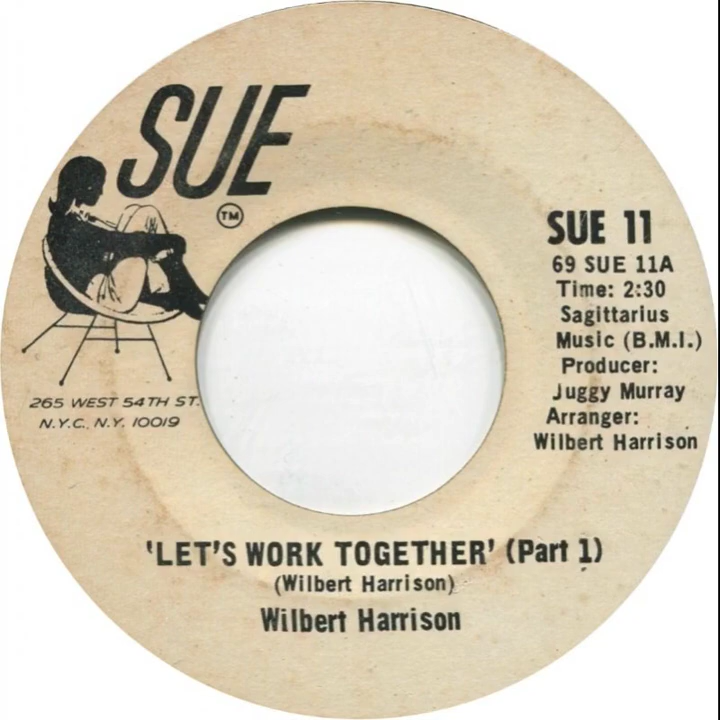 SUE
TM
265 WEST 54TH ST.
N.Y.C. N.Y. 10019
SUE 11
69 SUE 11A
Time: 2:30
Sagittarius
Music (B.M.I.)
Producer:
Juggy Murray
Arranger:
Wilbert Harrison
'LET'S WORK TOGETHER' (Part 1)
(Wilbert Harrison)
Wilbert Harrison